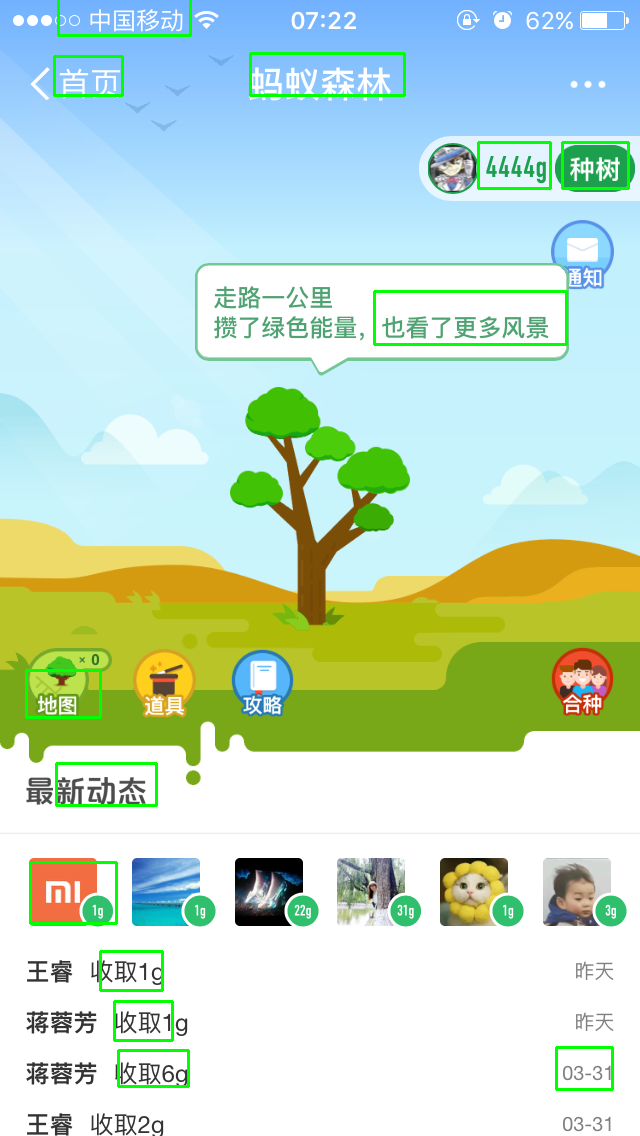 中国移动 07:22 62%
首页 蚂蚁森林
4444g 种树
通知
走路一公里
攒了绿色能量，也看了更多风景
× 0
地图 道具 攻略 合种
最新动态
MI 1g 1g 22g 31g 1g 3g
王睿 收取1g 昨天
蒋蓉芳 收取1g 昨天
蒋蓉芳 收取6g 03-31
王睿 收取2g 03-31